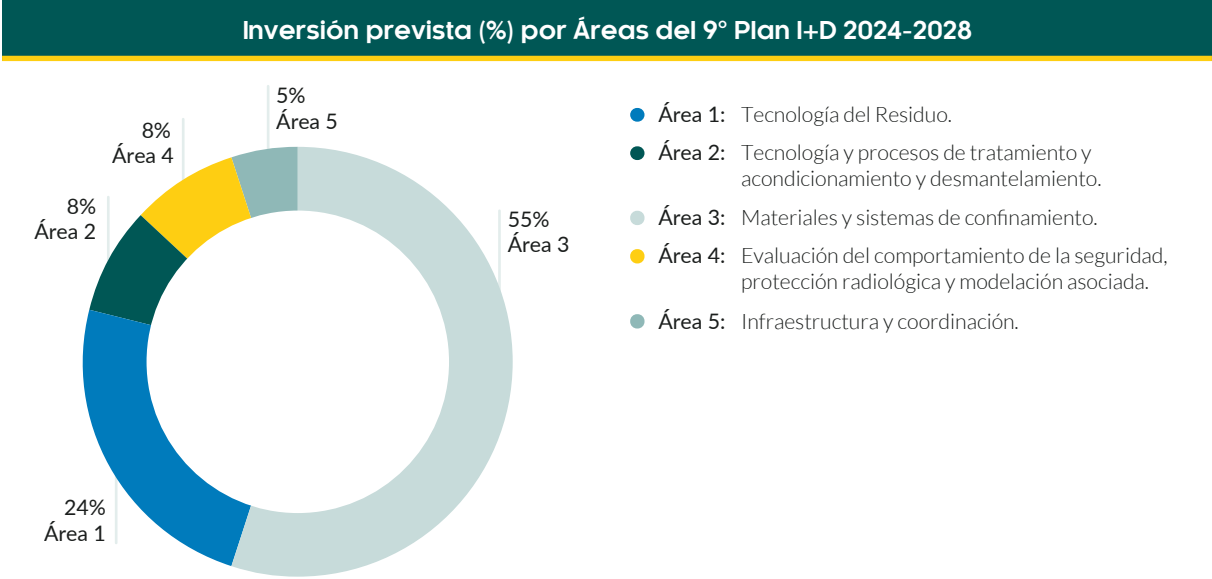 Inversión prevista (%) por Áreas del 9° Plan I+D 2024-2028
5%
Área 5
8%
Área 4
8%
Área 2
55%
Área 3
24%
Área 1
Área 1: Tecnología del Residuo.
Área 2: Tecnología y procesos de tratamiento y
acondicionamiento y desmantelamiento.
Área 3: Materiales y sistemas de confinamiento.
Área 4: Evaluación del comportamiento de la seguridad,
protección radiológica y modelación asociada.
Área 5: Infraestructura y coordinación.